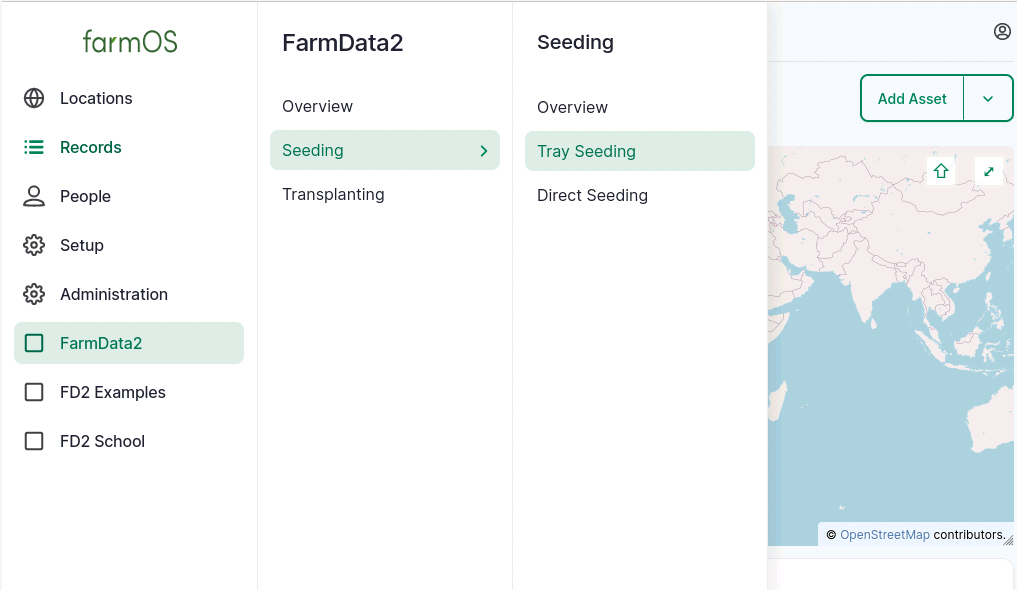 farmOS
Locations
Records
People
Setup
Administration
FarmData2
FD2 Examples
FD2 School
FarmData2
Overview
Seeding
Transplanting
Seeding
Overview
Tray Seeding
Direct Seeding
Add Asset
© OpenStreetMap contributors.